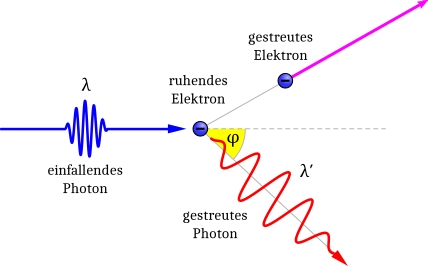 gestreutes
Elektron
ruhendes
Elektron
λ
φ
λ′
einfallendes
Photon
gestreutes
Photon